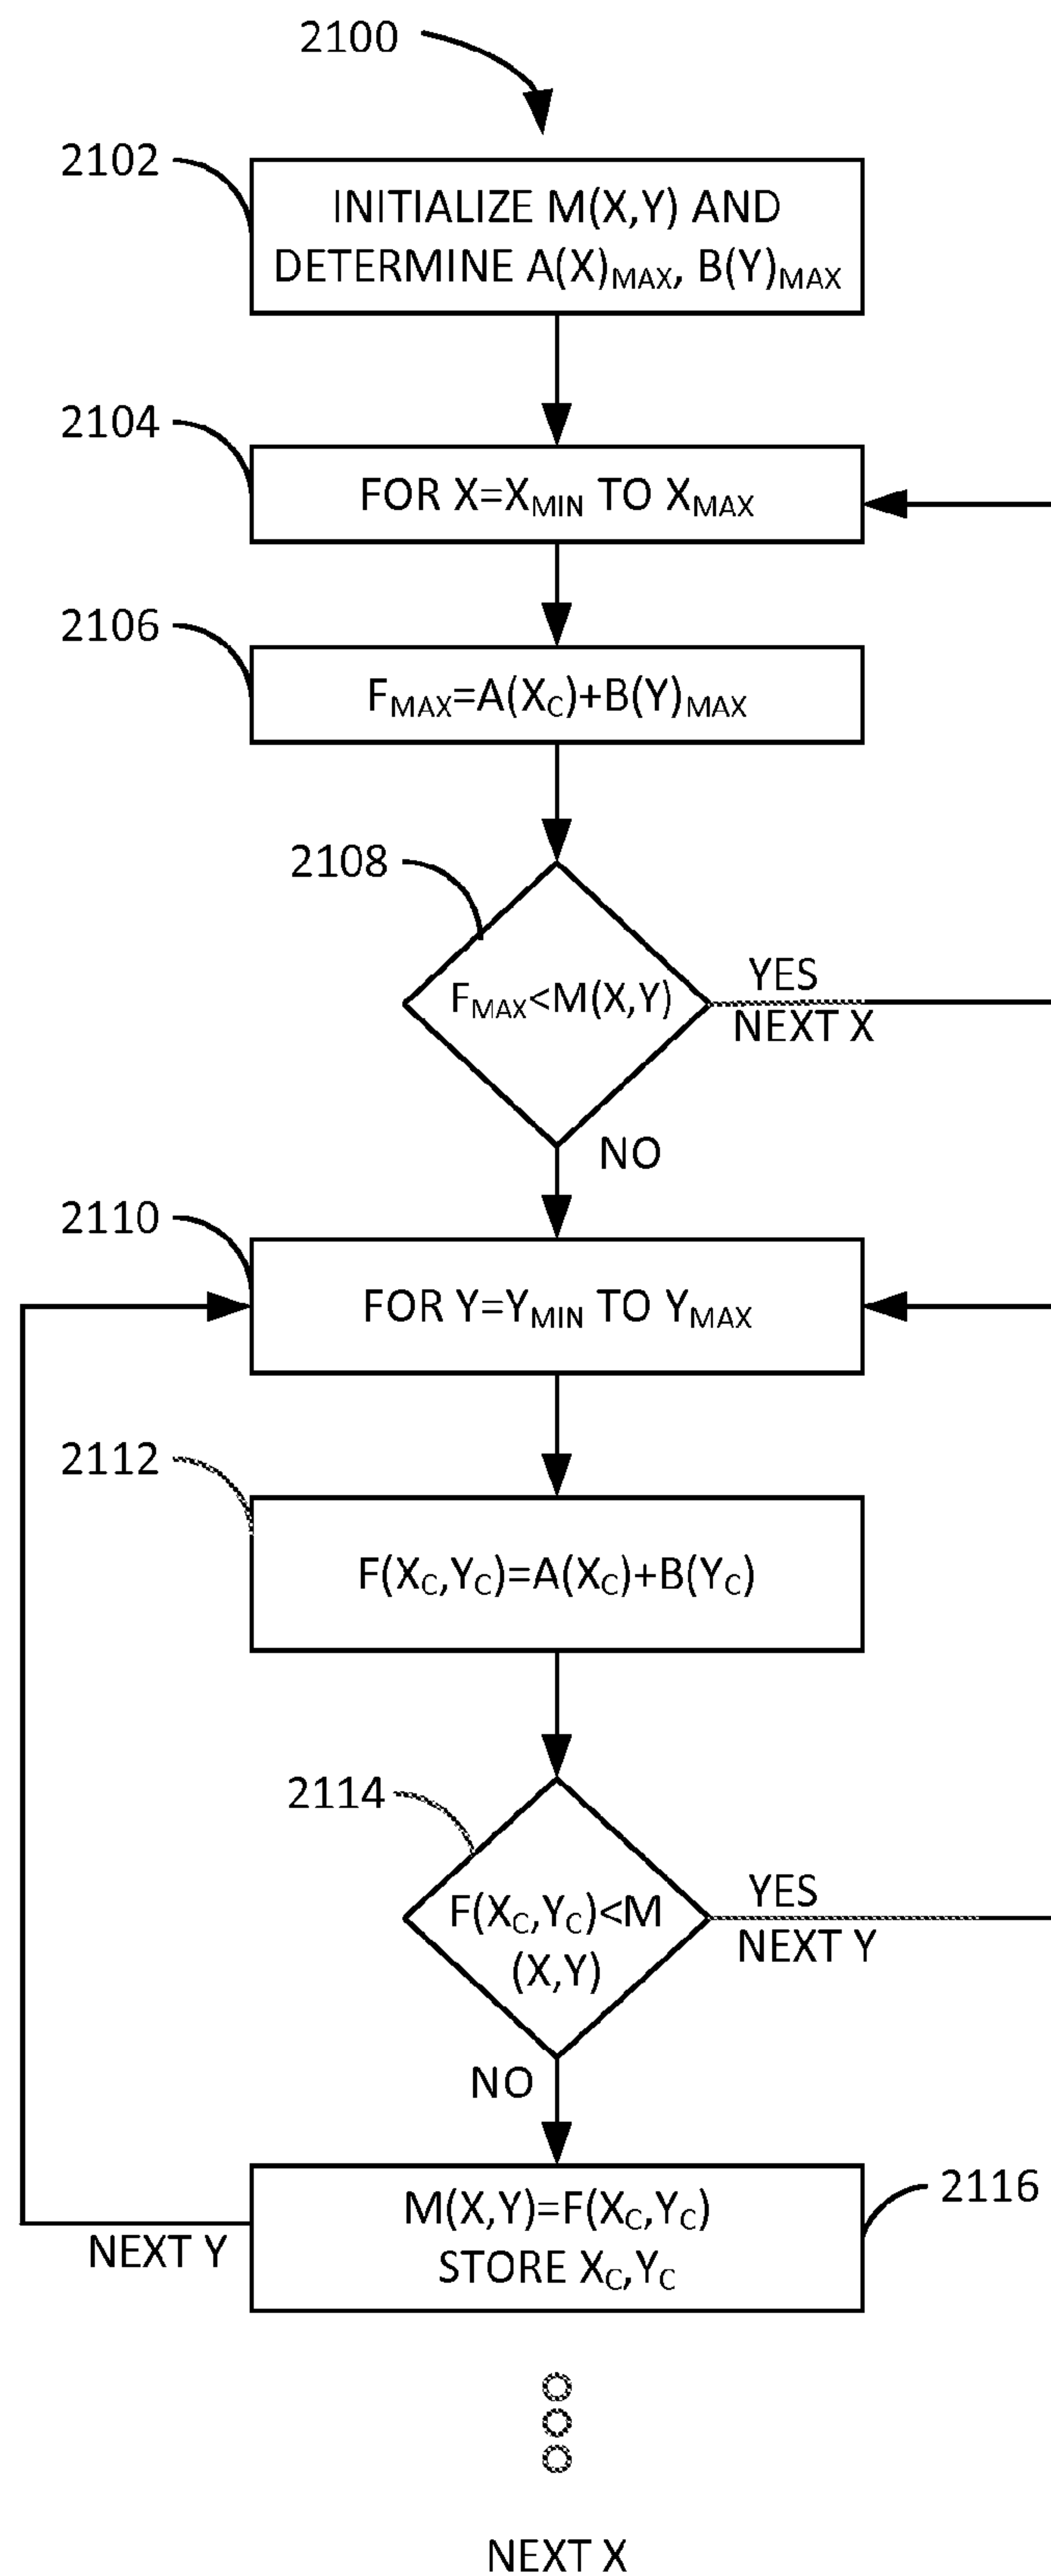 2100
2102
INITIALIZE M(X,Y) AND
DETERMINE A(X)MAX, B(Y)MAX
2104
FOR X=XMIN TO XMAX
2106
FMAX=A(XC)+B(Y)MAX
2108
FMAX<M(X,Y)
YES
NEXT X
NO
2110
FOR Y=YMIN TO YMAX
2112
F(XC,YC)=A(XC)+B(YC)
2114
F(XC,YC)<M
(X,Y)
YES
NEXT Y
NO
2116
M(X,Y)=F(XC,YC)
STORE XC,YC
NEXT Y
NEXT X